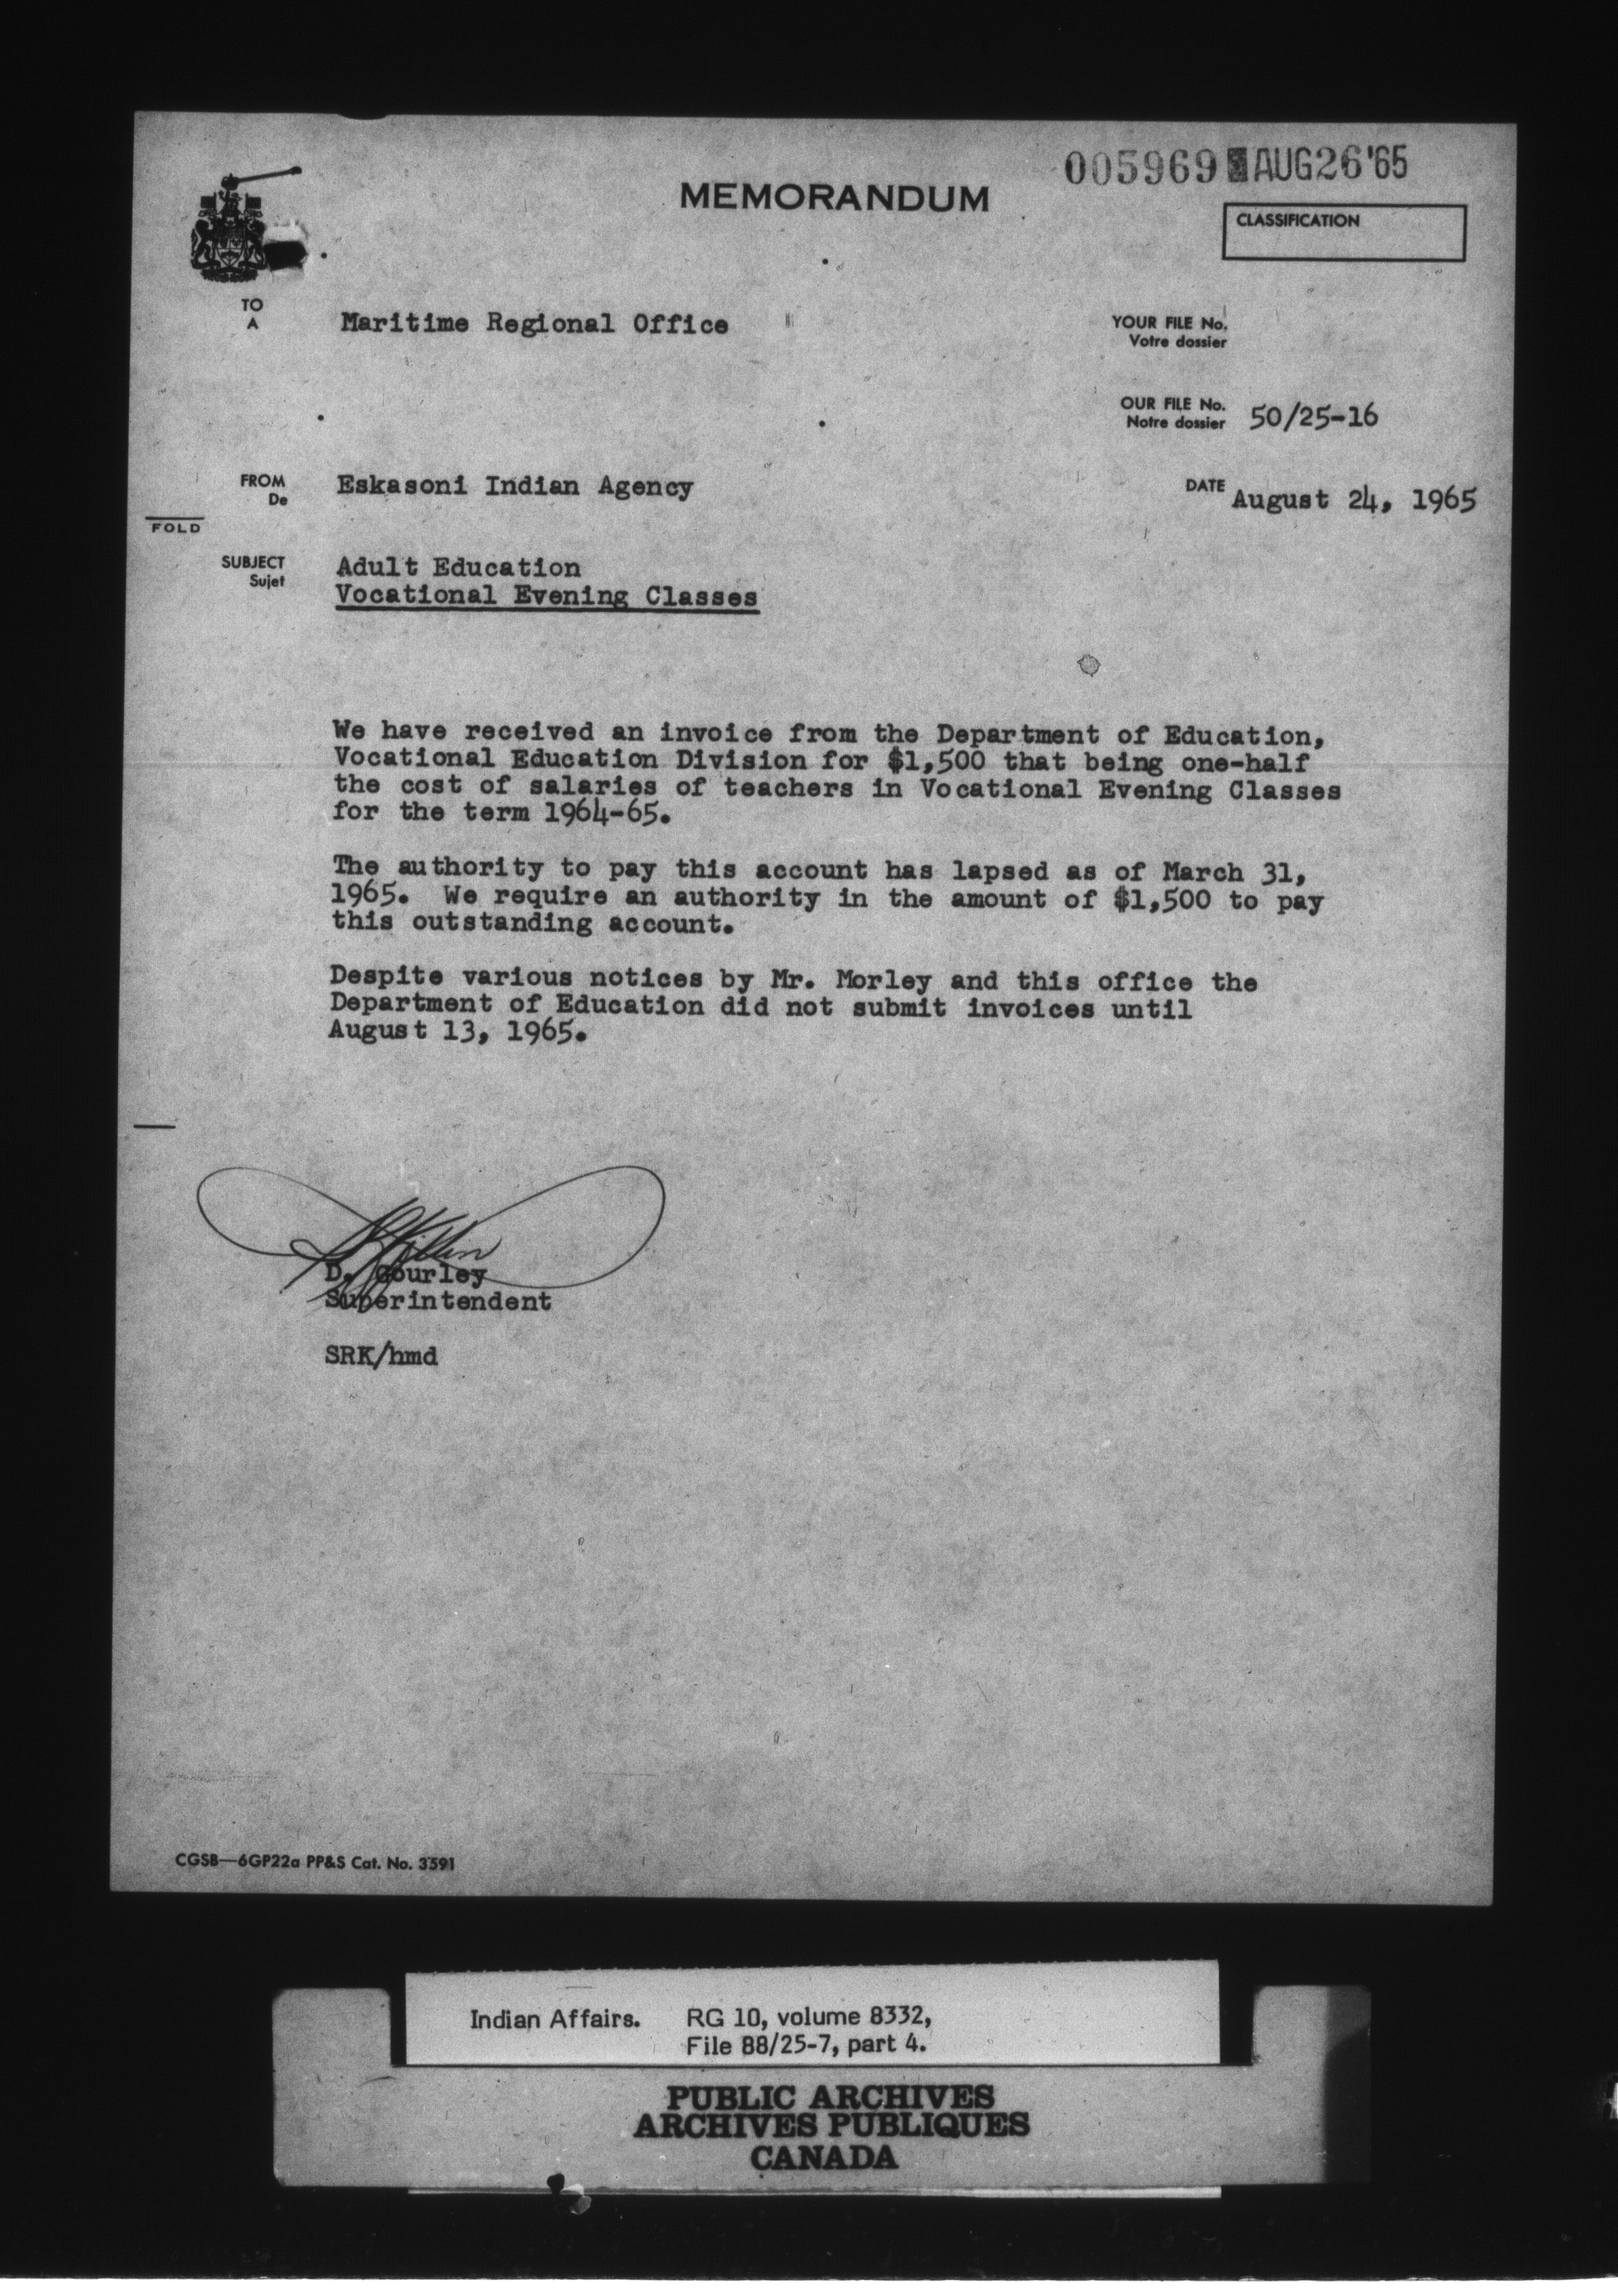 005969 AUG26'65
MEMORANDUM
CLASSIFICATION
TO
A
Maritime Regional Office
YOUR FILE No.
Votre dossier
OUR FILE No.
Notre dossier
50/25-16
FROM
De
Eskasoni Indian Agency
DATE
August 24, 1965
FOLD
SUBJECT
Sujet
Adult Education
Vocational Evening Classes
We have received an invoice from the Department of Education,
Vocational Education Division for $1,500 that being one-half
the cost of salaries of teachers in Vocational Evening Classes
for the term 1964-65.
The authority to pay this account has lapsed as of March 31,
1965. We require an authority in the amount of $1,500 to pay
this outstanding account.
Despite various notices by Mr. Morley and this office the
Department of Education did not submit invoices until
August 13, 1965.
D. Gourley
Superintendent
SRK/hmd
CGSB—6GP22a PP&S Cat. No. 3591
Indian Affairs. RG 10, volume 8332,
File 88/25-7, part 4.
PUBLIC ARCHIVES
ARCHIVES PUBLIQUES
CANADA